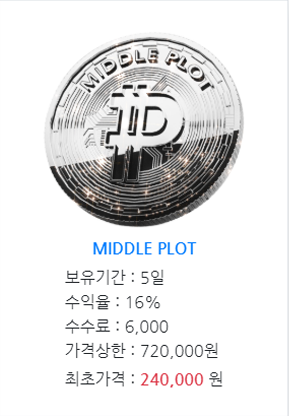 MIDDLE PLOT
MIDDLE PLOT
보유기간 : 5일
수익율 : 16%
수수료 : 6,000
가격상한 : 720,000원
최초가격 : 240,000 원